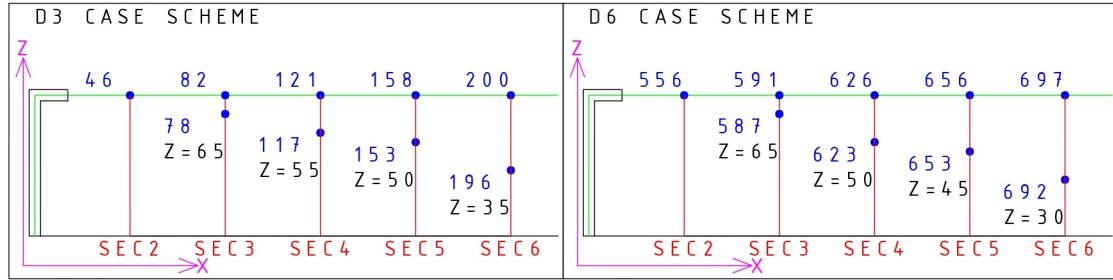 D3 CASE SCHEME
Z
46 82 121 158 200
78
Z=65
117
Z=55
153
Z=50
196
Z=35
SEC2 SEC3 SEC4 SEC5 SEC6
X
D6 CASE SCHEME
Z
556 591 626 656 697
587
Z=65
623
Z=50
653
Z=45
692
Z=30
SEC2 SEC3 SEC4 SEC5 SEC6
X